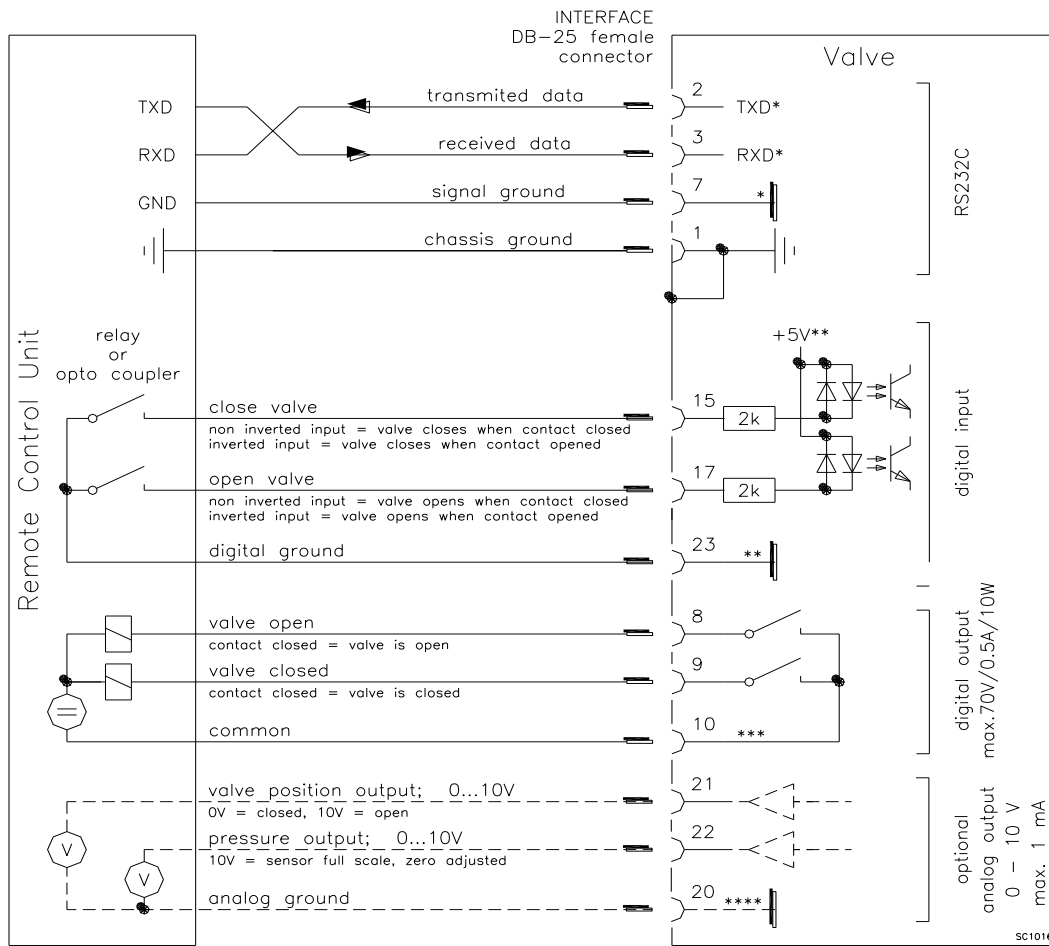 INTERFACE
DB-25 female
connector
Valve
Remote Control Unit
TXD
transmited data
2
TXD*
RXD
received data
3
RXD*
GND
signal ground
7
*
chassis ground
1
RS232C
relay
or
opto coupler
+5V**
close valve
15
2k
non inverted input = valve closes when contact closed
inverted input = valve closes when contact opened
open valve
17
2k
non inverted input = valve opens when contact closed
inverted input = valve opens when contact opened
digital ground
23
**
digital input
valve open
8
contact closed = valve is open
valve closed
9
contact closed = valve is closed
common
10
***
digital output
max.70V/0.5A/10W
valve position output; 0...10V
21
0V = closed, 10V = open
pressure output; 0...10V
22
10V = sensor full scale, zero adjusted
V
V
analog ground
20
****
optional
analog output
0 - 10 V
max. 1 mA